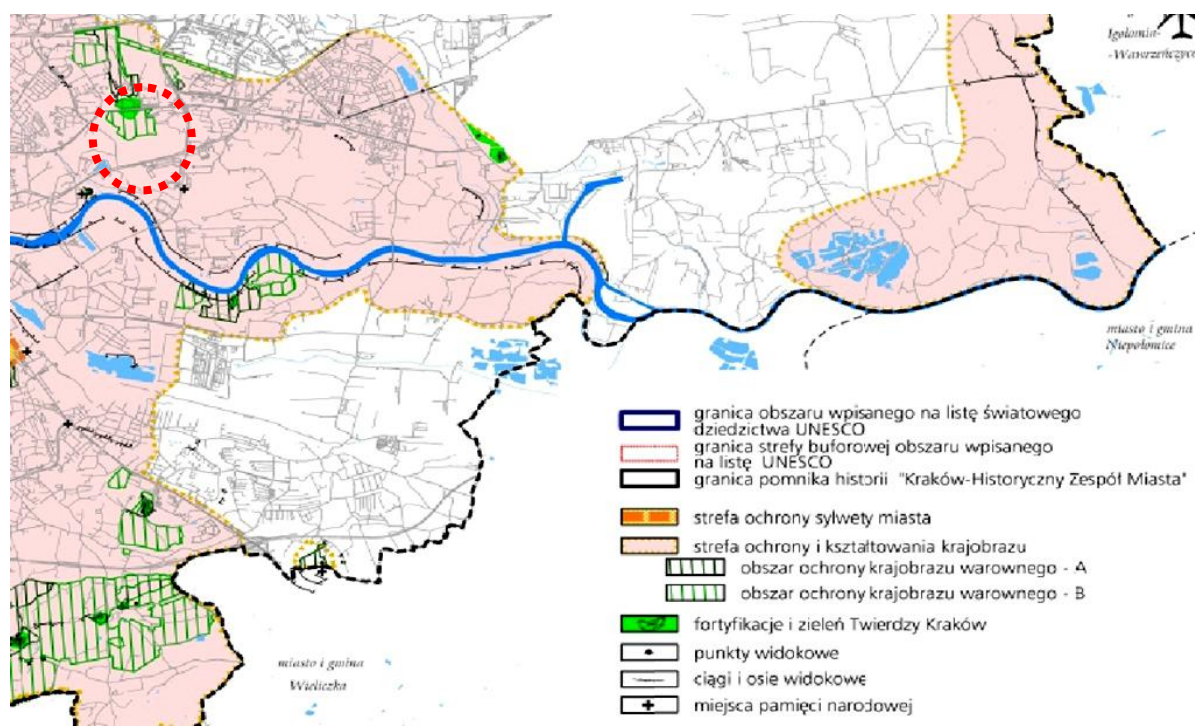 Igołomia-
-Wawrzeńczyce
miasto i gmina
Niepołomice
granica obszaru wpisanego na listę światowego
dziedzictwa UNESCO
granica strefy buforowej obszaru wpisanego
na listę UNESCO
granica pomnika historii "Kraków-Historyczny Zespół Miasta"
strefa ochrony sylwety miasta
strefa ochrony i kształtowania krajobrazu
obszar ochrony krajobrazu warownego - A
obszar ochrony krajobrazu warownego - B
fortyfikacje i zieleń Twierdzy Kraków
punkty widokowe
ciągi i osie widokowe
miejsca pamięci narodowej
miasto i gmina
Wieliczka